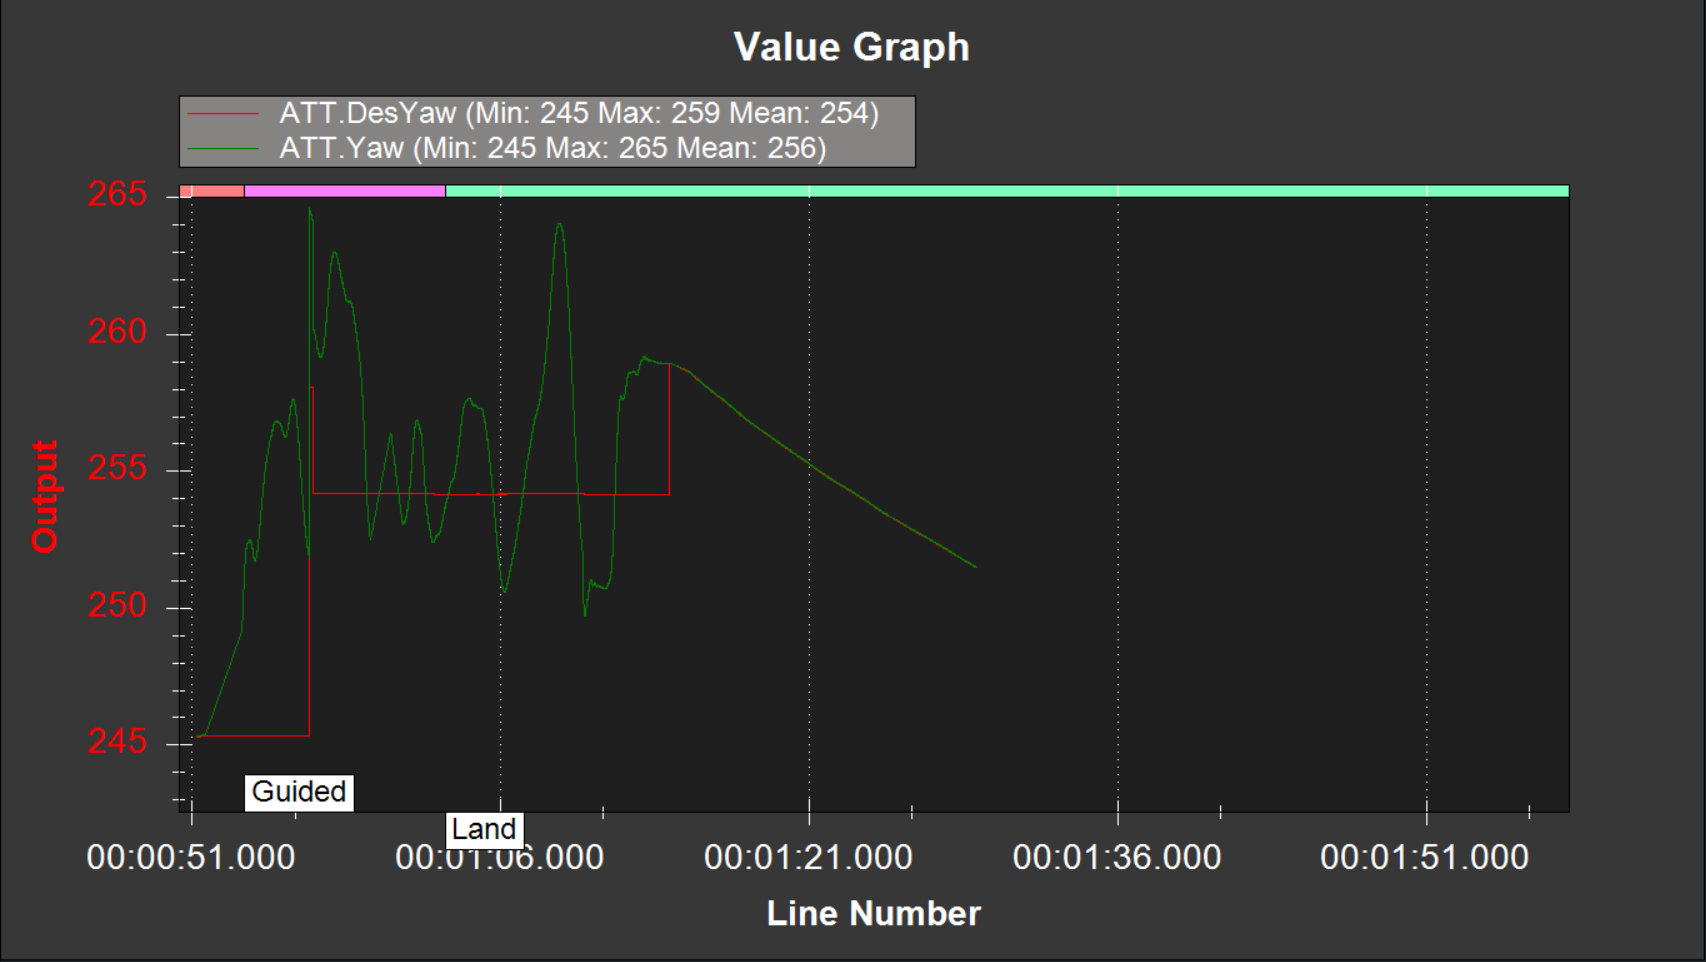 Value Graph
ATT.DesYaw (Min: 245 Max: 259 Mean: 254)
ATT.Yaw (Min: 245 Max: 265 Mean: 256)
265
260
255
250
245
Output
Guided
Land
00:00:51.000 00:01:06.000 00:01:21.000 00:01:36.000 00:01:51.000
Line Number